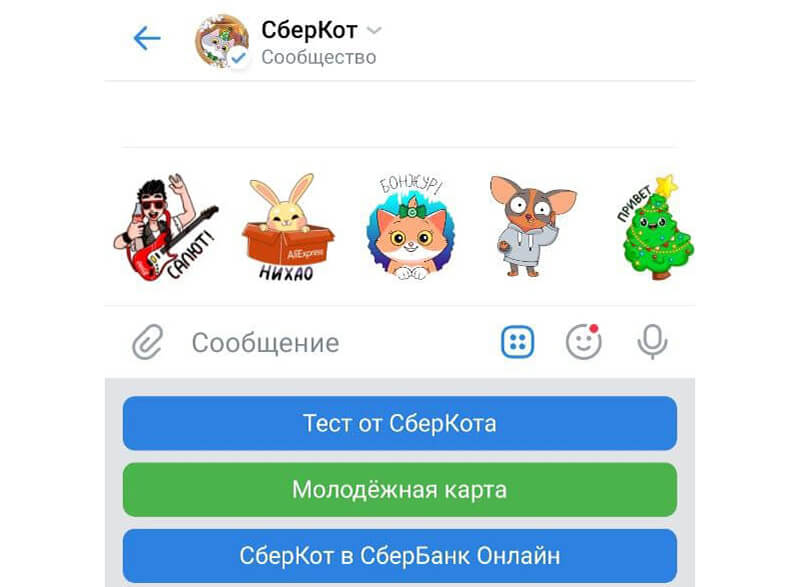 СберКот
Сообщество
САЛЮТ!
AliExpress
НИХАО
БОНЖУР!
ПРИВЕТ
Сообщение
Тест от СберКота
Молодёжная карта
СберКот в СберБанк Онлайн